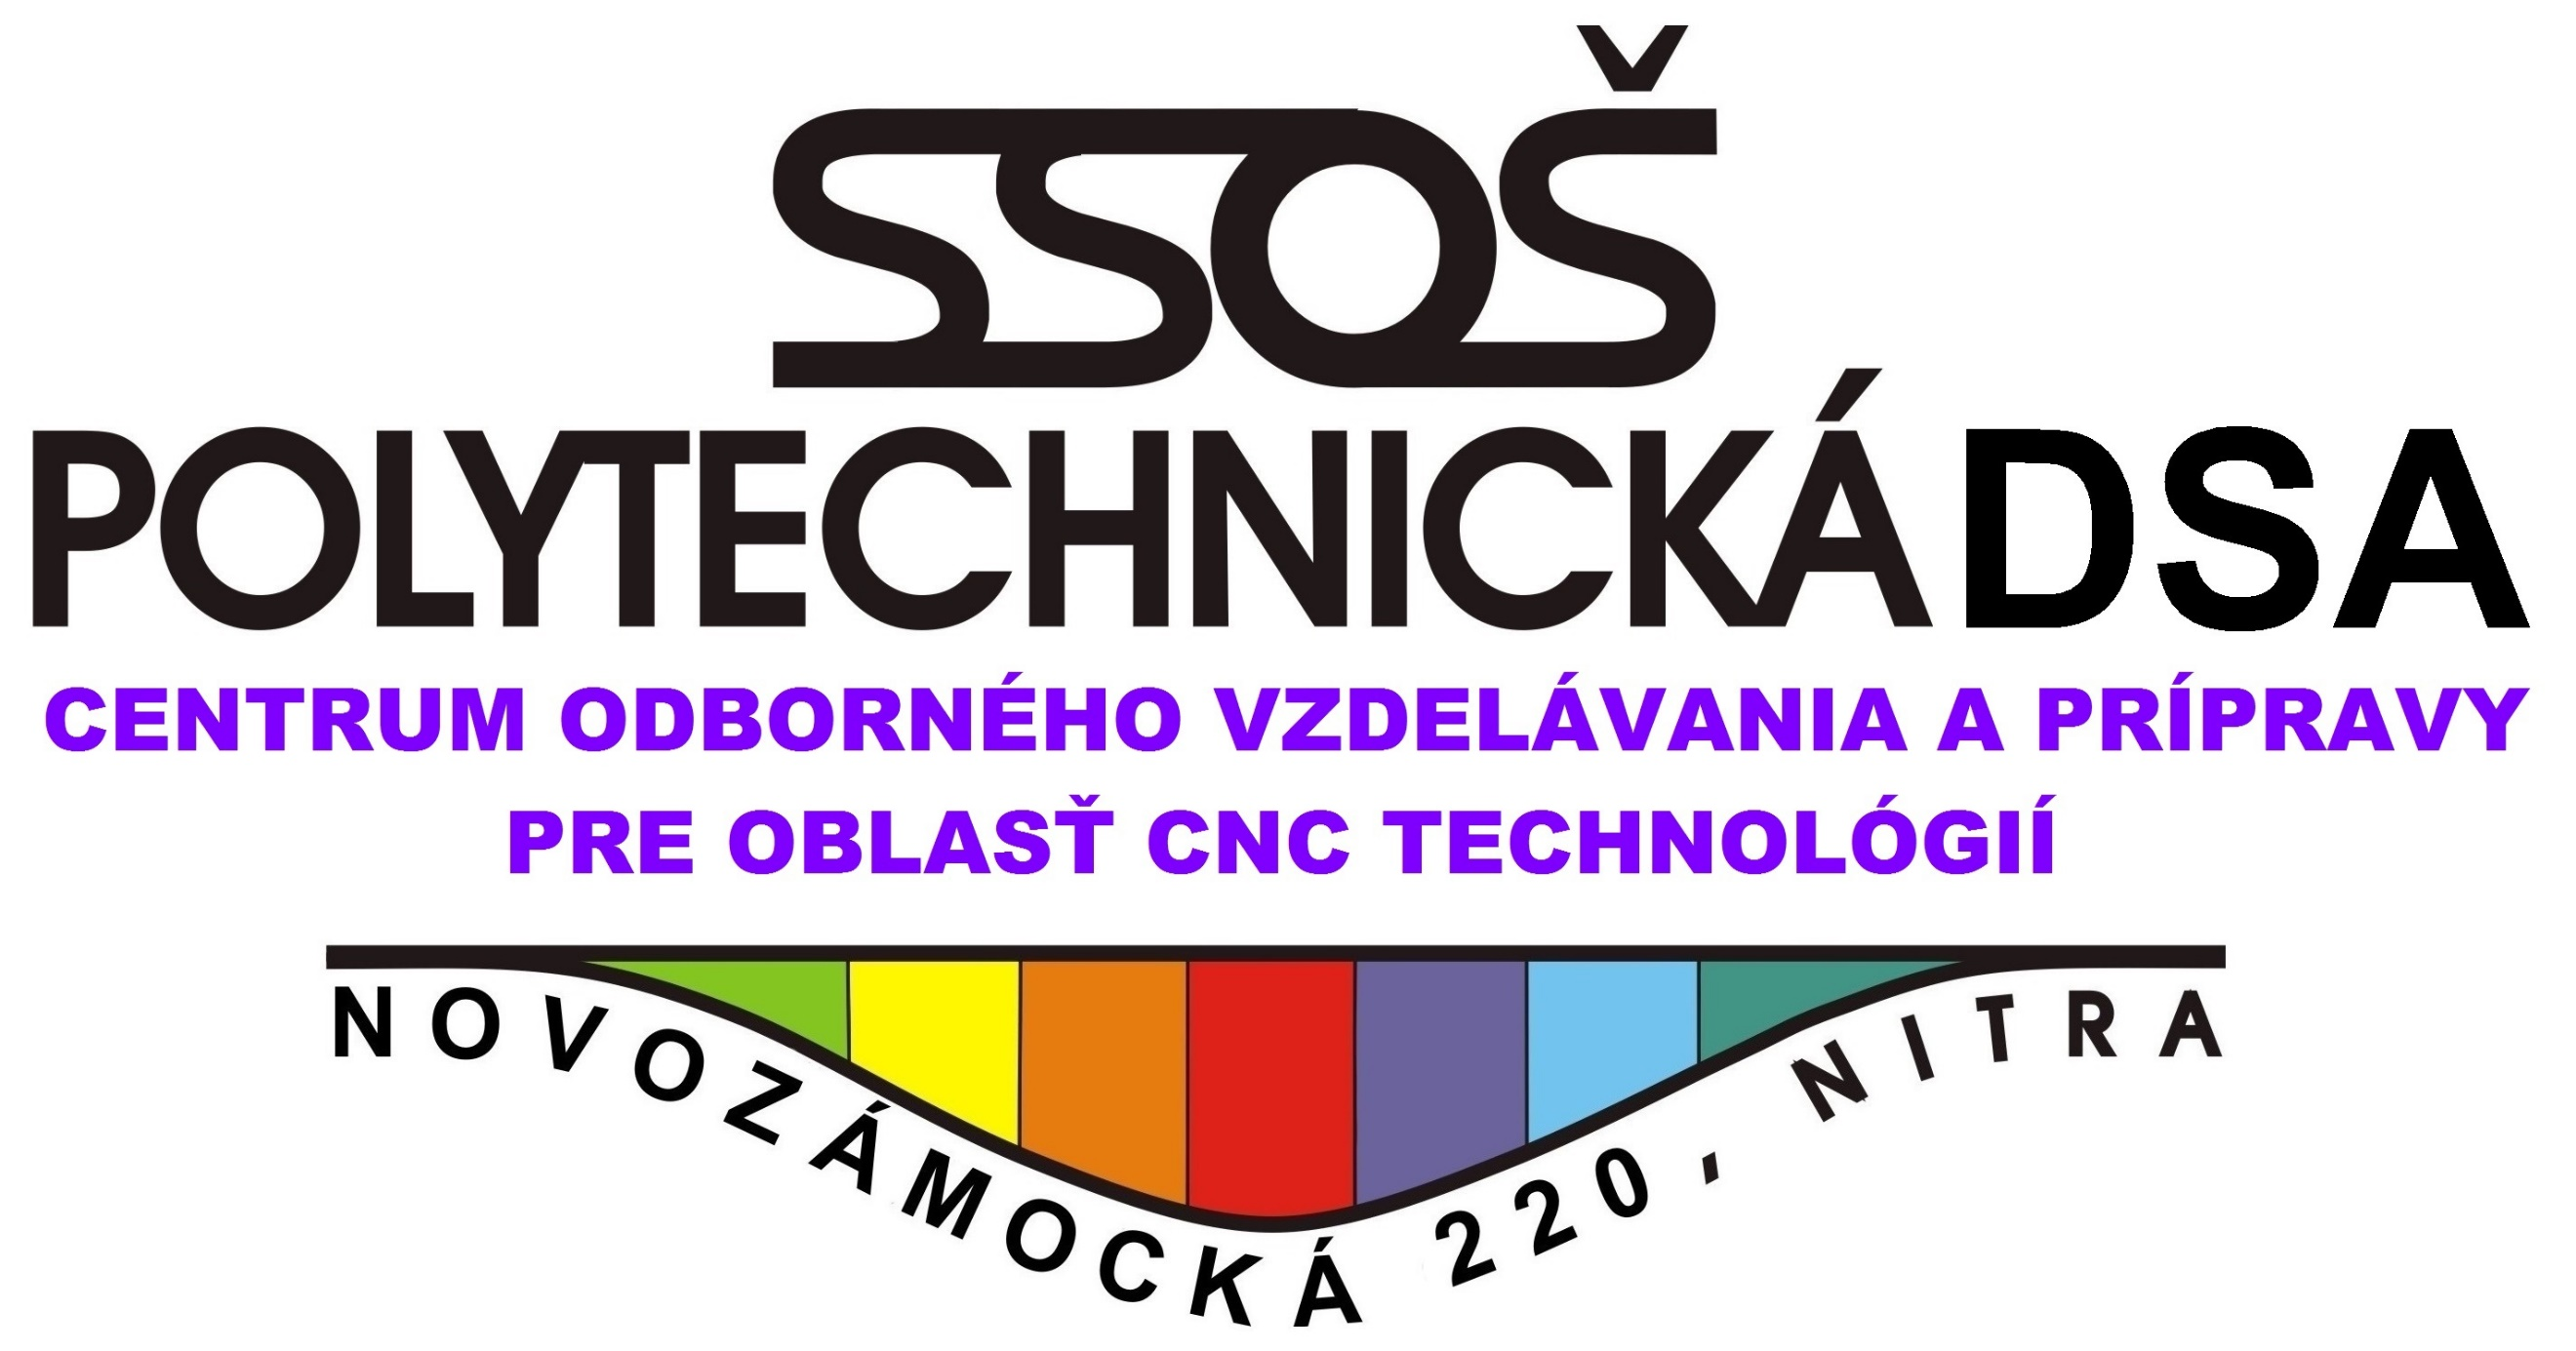 SSOŠ
POLYTECHNICKÁ DSA
CENTRUM ODBORNÉHO VZDELÁVANIA A PRÍPRAVY
PRE OBLASŤ CNC TECHNOLÓGIÍ
NOVOZÁMOCKÁ 220, NITRA